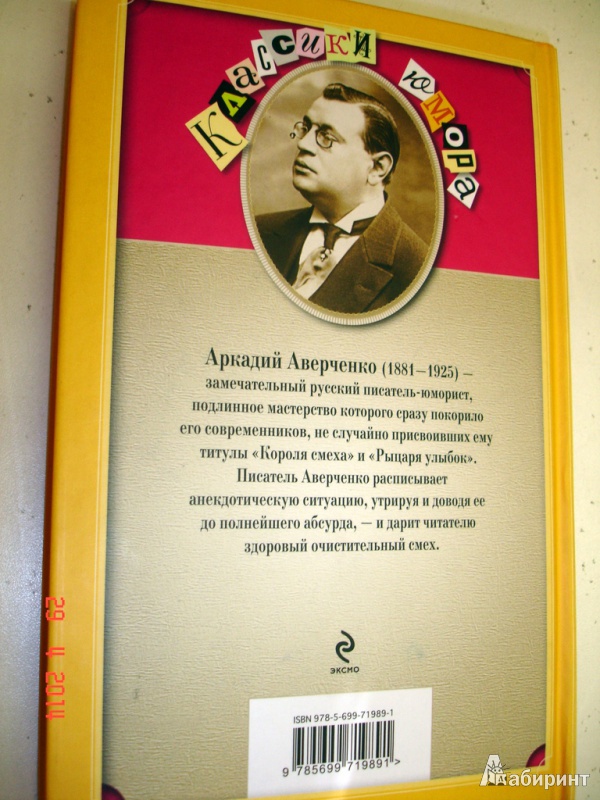 КЛАССИКИ ЮМОРА
Аркадий Аверченко (1881—1925) —
замечательный русский писатель-юморист,
подлинное мастерство которого сразу покорило
его современников, не случайно присвоивших ему
титулы «Короля смеха» и «Рыцаря улыбок».
Писатель Аверченко расписывает
анекдотическую ситуацию, утрируя и доводя ее
до полнейшего абсурда, — и дарит читателю
здоровый очистительный смех.
ЭКСМО
ISBN 978-5-699-71989-1
9 785699 719891 >
29 4 2014
Лабиринт